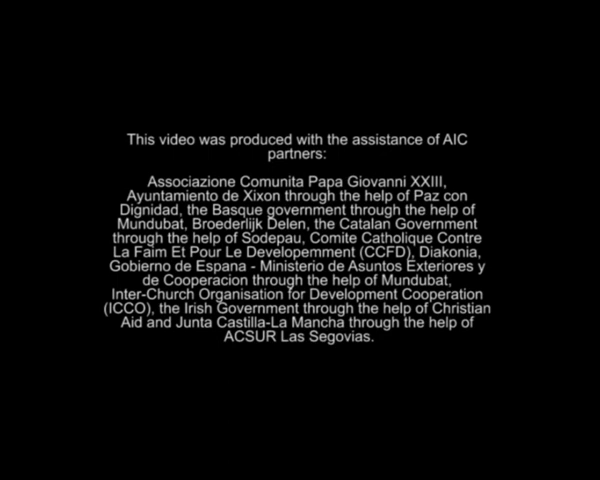 This video was produced with the assistance of AIC
partners:
Associazione Comunita Papa Giovanni XXIII,
Ayuntamiento de Xixon through the help of Paz con
Dignidad, the Basque government through the help of
Mundubat, Broederlijk Delen, the Catalan Government
through the help of Sodepau, Comite Catholique Contre
La Faim Et Pour Le Developemment (CCFD), Diakonia,
Gobierno de Espana - Ministerio de Asuntos Exteriores y
de Cooperacion through the help of Mundubat,
Inter-Church Organisation for Development Cooperation
(ICCO), the Irish Government through the help of Christian
Aid and Junta Castilla-La Mancha through the help of
ACSUR Las Segovias.